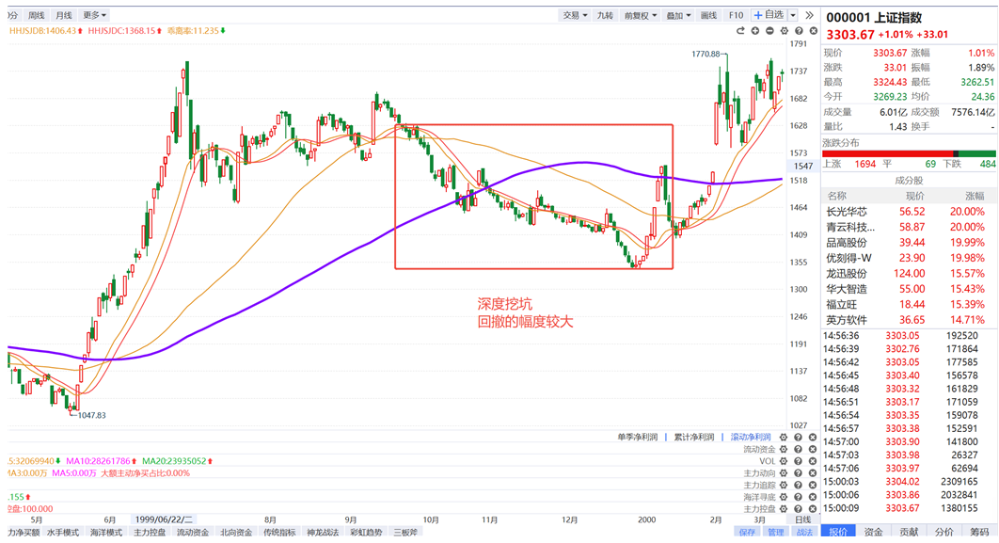 0分 周线 月线 更多 交易 九转 前复权 叠加 画线 F10 + 自选
HHJSJDB:1406.43 HHJSJDC:1368.15 乖离率:11.235
1791
1770.88
1737
1682
1628
1573
1547
1518
1464
1409
1355
1300
1246
1191
1137
1082
1047.83
1027
深度挖坑
回撤的幅度较大
单季净利润 | 累计净利润 | 滚动净利润
流动资金
:5:32069940 MA10:28261786 MA20:23935052 VOL
MA3:0.00万 MA5:0.00万 大额主动净买占比:0.00% 主力动向
主力追踪
.155 海洋寻底
控盘:100.000 主力控盘
5月 6月 1999/06/22/二 8月 9月 10月 11月 12月 2000 2月 3月 日线
力净买额 水手模式 海洋模式 主力控盘 流动资金 北向资金 传统指标 神龙战法 彩虹趋势 三板斧 保存 管理 战法
000001 上证指数
3303.67 +1.01% +33.01
现价 3303.67 涨幅 1.01%
涨跌 33.01 振幅 1.89%
最高 3324.43 最低 3262.51
今开 3269.23 均价 24.36
成交量 6.01亿 成交额 7576.14亿
量比 1.43 换手 -
涨跌分布
上涨 1694 平 69 下跌 484
成分股
名称 现价 涨幅
长光华芯 56.52 20.00%
青云科技... 58.87 20.00%
品高股份 39.44 19.99%
优刻得-W 23.90 19.98%
龙迅股份 124.00 15.57%
华大智造 55.00 15.43%
福立旺 18.44 15.39%
英方软件 36.65 14.71%
14:56:36 3303.05 192520
14:56:39 3302.76 171864
14:56:42 3303.05 177585
14:56:45 3303.40 156578
14:56:48 3303.32 161829
14:56:51 3303.17 171059
14:56:54 3303.35 159078
14:56:57 3303.38 152591
14:57:00 3303.90 141800
14:57:03 3303.98 26327
14:57:06 3303.97 62694
15:00:03 3304.02 2309165
15:00:06 3303.86 2032841
15:00:09 3303.67 1380155
报价 资金 贡献 分价 筹码